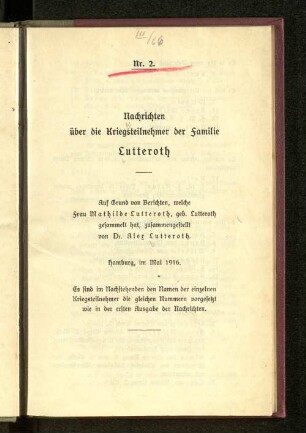 III/66
Nr. 2.
Nachrichten
über die Kriegsteilnehmer der Familie
Lutteroth
Auf Grund von Berichten, welche
Frau Mathilde Lutteroth, geb. Lutteroth
gesammelt hat, zusammengestellt
von Dr. Alex Lutteroth.
Hamburg, im Mai 1916.
Es sind im Nachstehenden den Namen der einzelnen
Kriegsteilnehmer die gleichen Nummern vorgesetzt
wie in der ersten Ausgabe der Nachrichten.